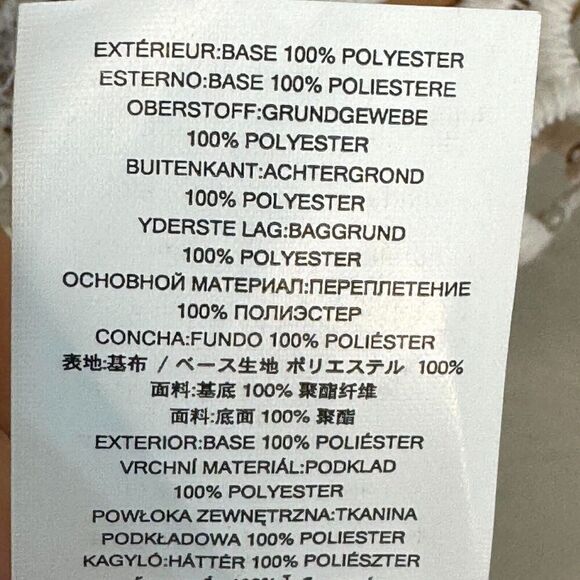 EXTÉRIEUR:BASE 100% POLYESTER
ESTERNO:BASE 100% POLIESTERE
OBERSTOFF:GRUNDGEWEBE
100% POLYESTER
BUITENKANT:ACHTERGROND
100% POLYESTER
YDERSTE LAG:BAGGRUND
100% POLYESTER
ОСНОВНОЙ МАТЕРИАЛ:ПЕРЕПЛЕТЕНИЕ
100% ПОЛИЭСТЕР
CONCHA:FUNDO 100% POLIÉSTER
表地:基布 / ベース生地 ポリエステル 100%
面料:基底 100% 聚酯纤维
面料:底面 100% 聚酯
EXTERIOR:BASE 100% POLIÉSTER
VRCHNÍ MATERIÁL:PODKLAD
100% POLYESTER
POWŁOKA ZEWNĘTRZNA:TKANINA
PODKŁADOWA 100% POLIESTER
KAGYLÓ:HÁTTÉR 100% POLIÉSZTER